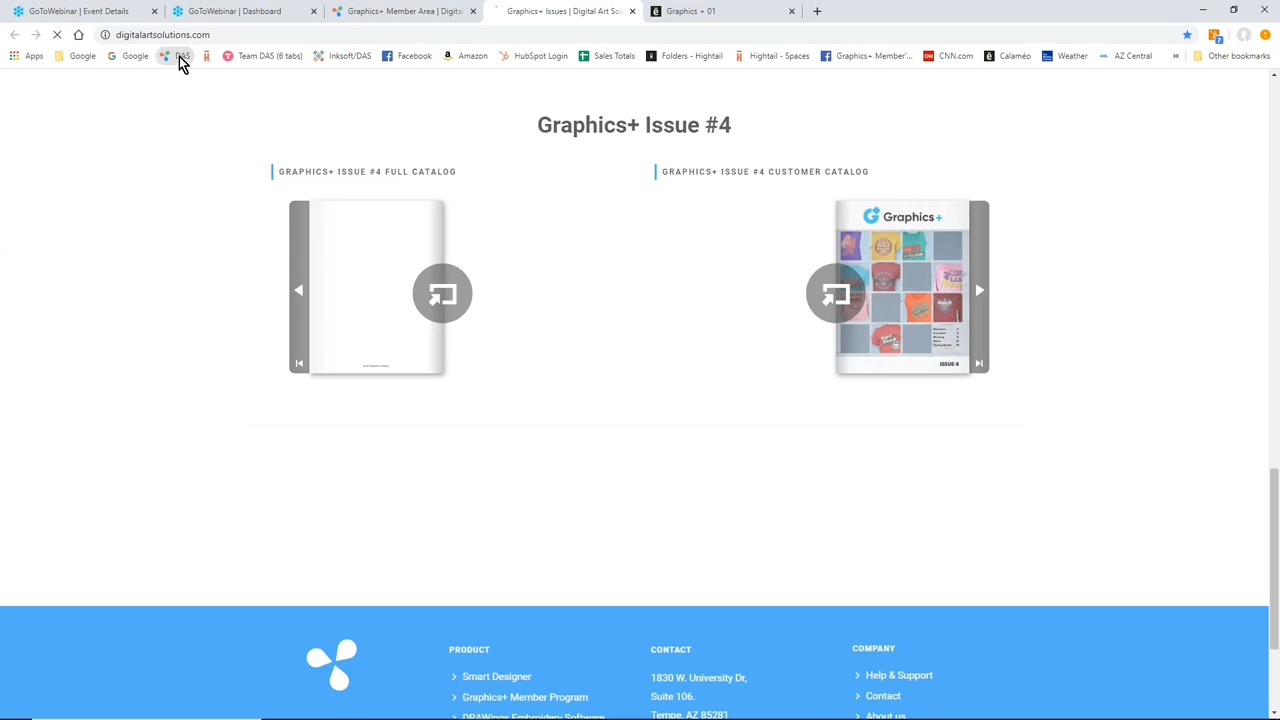 GoToWebinar | Event Details
GoToWebinar | Dashboard
Graphics+ Member Area | Digital
Graphics+ Issues | Digital Art Sol
Graphics + 01
digitalartsolutions.com
Apps
Google
Google
DAS
Team DAS (6 tabs)
Inksoft/DAS
Facebook
Amazon
HubSpot Login
Sales Totals
Folders - Hightail
Hightail - Spaces
Graphics+ Member'...
CNN.com
Calaméo
Weather
AZ Central
»
Other bookmarks
Graphics+ Issue #4
GRAPHICS+ ISSUE #4 FULL CATALOG
GRAPHICS+ ISSUE #4 CUSTOMER CATALOG
Graphics+
ISSUE 4
PRODUCT
Smart Designer
Graphics+ Member Program
DRAWings Embroidery Software
CONTACT
1830 W. University Dr,
Suite 106.
Tempe, AZ 85281
COMPANY
Help & Support
Contact
About us